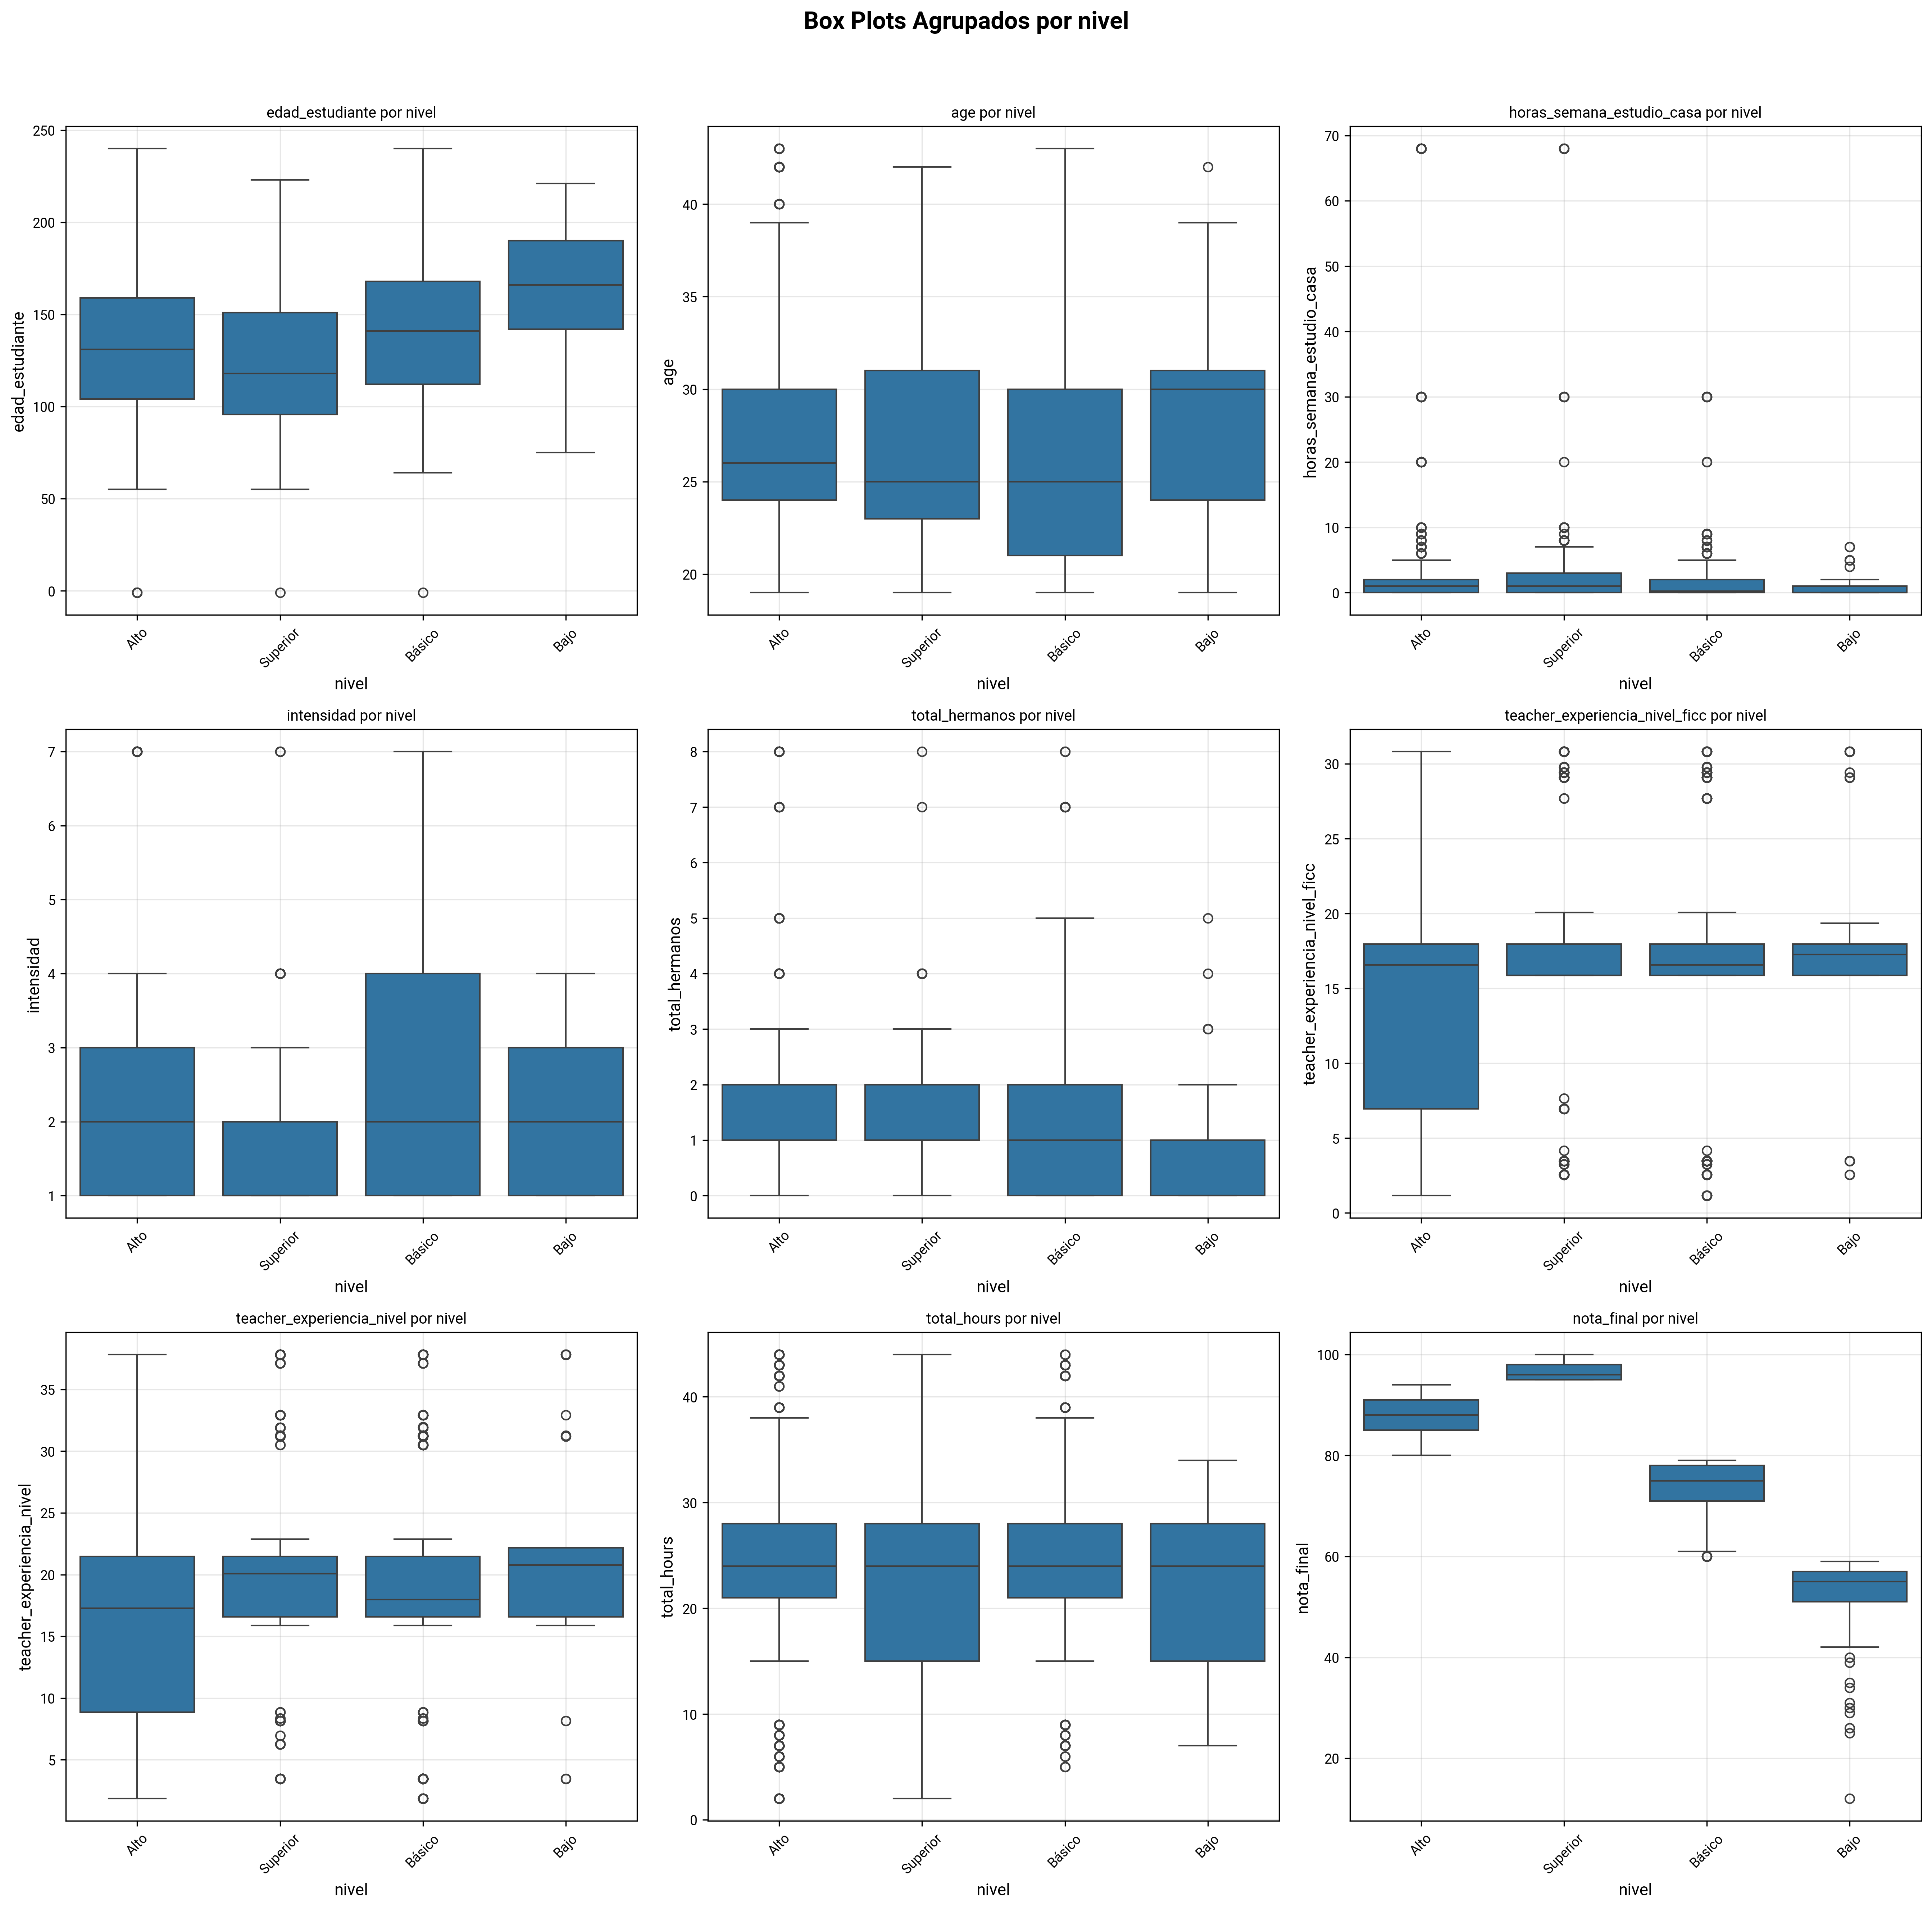 Box Plots Agrupados por nivel
edad_estudiante por nivel
250
200
150
100
50
0
edad_estudiante
Alto
Superior
Básico
Bajo
nivel
age por nivel
40
35
30
25
20
age
Alto
Superior
Básico
Bajo
nivel
horas_semana_estudio_casa por nivel
70
60
50
40
30
20
10
0
horas_semana_estudio_casa
Alto
Superior
Básico
Bajo
nivel
intensidad por nivel
7
6
5
4
3
2
1
intensidad
Alto
Superior
Básico
Bajo
nivel
total_hermanos por nivel
8
7
6
5
4
3
2
1
0
total_hermanos
Alto
Superior
Básico
Bajo
nivel
teacher_experiencia_nivel_ficc por nivel
30
25
20
15
10
5
0
teacher_experiencia_nivel_ficc
Alto
Superior
Básico
Bajo
nivel
teacher_experiencia_nivel por nivel
35
30
25
20
15
10
5
teacher_experiencia_nivel
Alto
Superior
Básico
Bajo
nivel
total_hours por nivel
40
30
20
10
0
total_hours
Alto
Superior
Básico
Bajo
nivel
nota_final por nivel
100
80
60
40
20
nota_final
Alto
Superior
Básico
Bajo
nivel